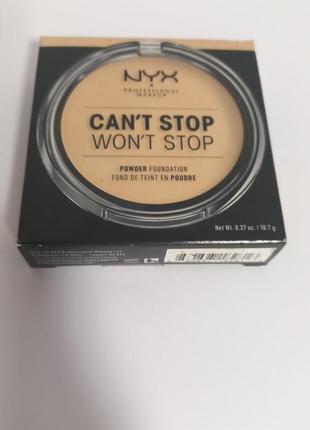 NYX
PROFESSIONAL MAKEUP
CAN'T STOP
WON'T STOP
POWDER FOUNDATION
FOND DE TEINT EN POUDRE
Net Wt. 0.37 oz. / 10.7 g